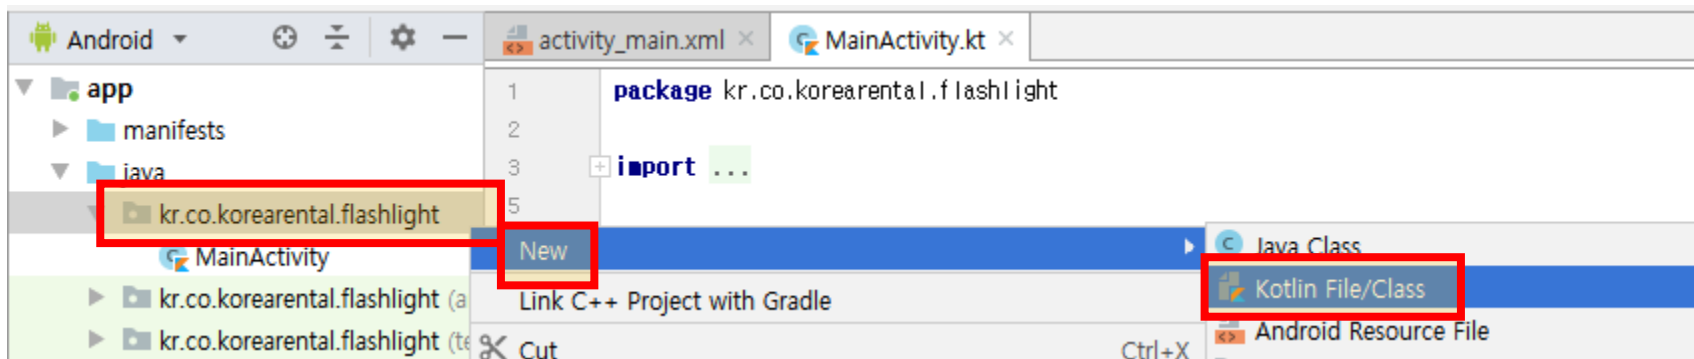 Android
activity_main.xml
MainActivity.kt
app
manifests
java
kr.co.korearental.flashlight
MainActivity
kr.co.korearental.flashlight (a
kr.co.korearental.flashlight (te
1 package kr.co.korearental.flashlight
2
3 import ...
5
New
Link C++ Project with Gradle
Cut Ctrl+X
Java Class
Kotlin File/Class
Android Resource File